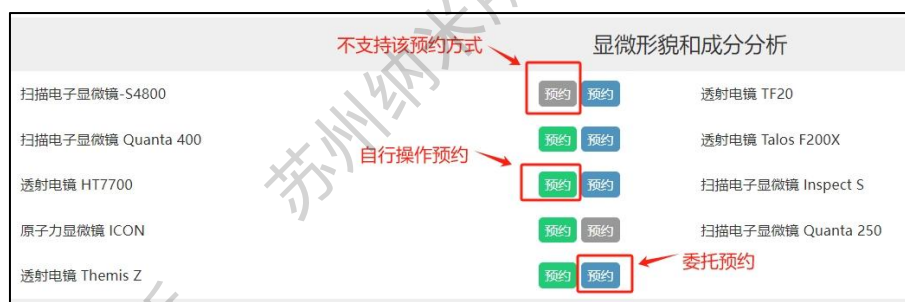 不支持该预约方式
显微形貌和成分分析
扫描电子显微镜-S4800 预约 预约 透射电镜 TF20
扫描电子显微镜 Quanta 400 预约 预约 透射电镜 Talos F200X
自行操作预约
透射电镜 HT7700 预约 预约 扫描电子显微镜 Inspect S
原子力显微镜 ICON 预约 预约 扫描电子显微镜 Quanta 250
透射电镜 Themis Z 预约 预约 委托预约
苏州纳米所